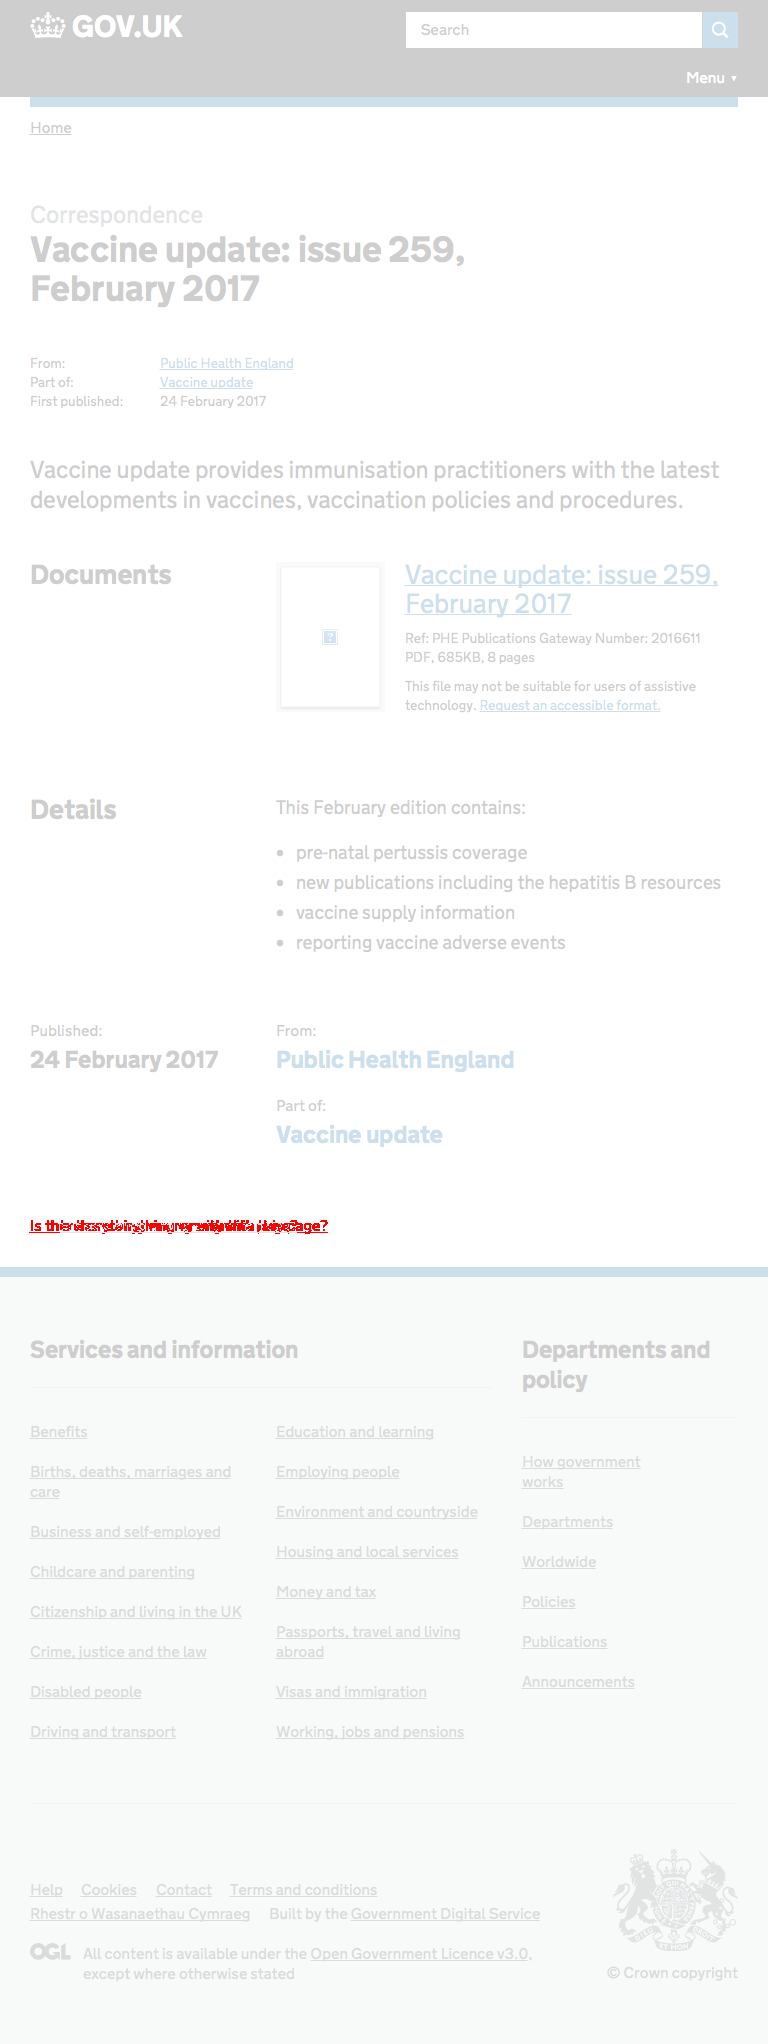 GOV.UK
Search
Menu ▼
Home
Correspondence
Vaccine update: issue 259,
February 2017
From: Public Health England
Part of: Vaccine update
First published: 24 February 2017
Vaccine update provides immunisation practitioners with the latest
developments in vaccines, vaccination policies and procedures.
Documents
Vaccine update: issue 259,
February 2017
Ref: PHE Publications Gateway Number: 2016611
PDF, 685KB, 8 pages
This file may not be suitable for users of assistive
technology. Request an accessible format.
Details
This February edition contains:
• pre-natal pertussis coverage
• new publications including the hepatitis B resources
• vaccine supply information
• reporting vaccine adverse events
Published:
24 February 2017
From:
Public Health England
Part of:
Vaccine update
Services and information
Benefits
Births, deaths, marriages and
care
Business and self-employed
Childcare and parenting
Citizenship and living in the UK
Crime, justice and the law
Disabled people
Driving and transport
Education and learning
Employing people
Environment and countryside
Housing and local services
Money and tax
Passports, travel and living
abroad
Visas and immigration
Working, jobs and pensions
Departments and
policy
How government
works
Departments
Worldwide
Policies
Publications
Announcements
Help Cookies Contact Terms and conditions
Rhestr o Wasanaethau Cymraeg Built by the Government Digital Service
OGL All content is available under the Open Government Licence v3.0,
except where otherwise stated
© Crown copyright